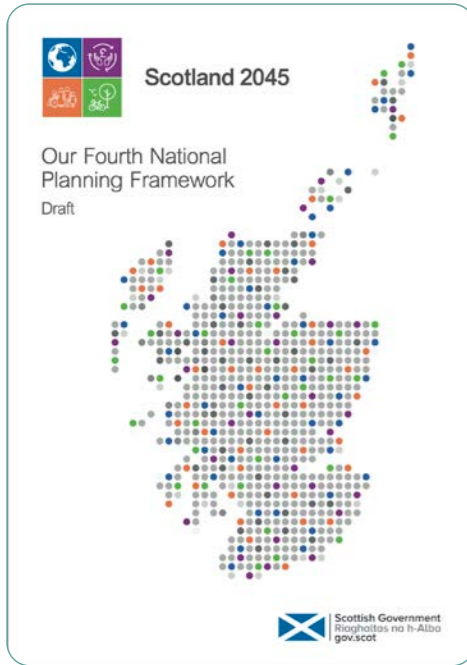 Scotland 2045
Our Fourth National
Planning Framework
Draft
Scottish Government
Riaghaltas na h-Alba
gov.scot